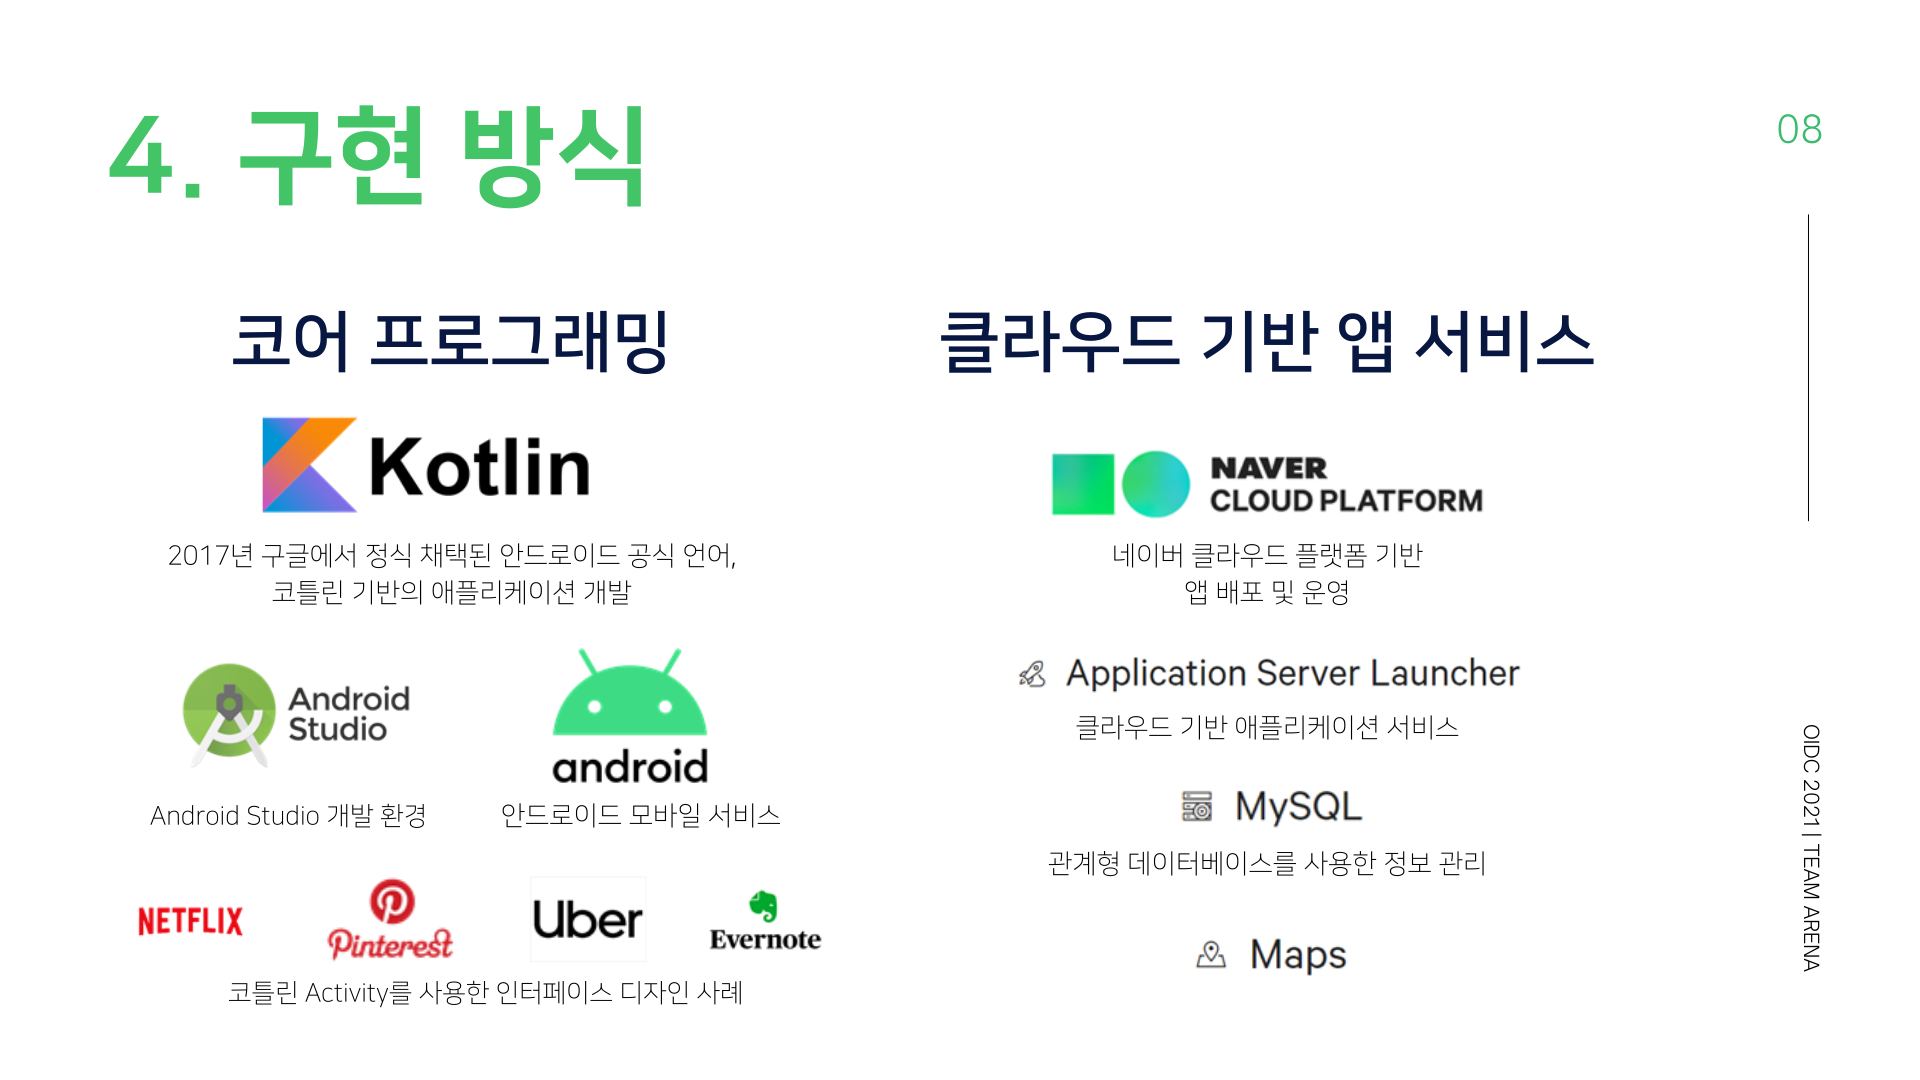 4. 구현 방식
08
코어 프로그래밍
Kotlin
2017년 구글에서 정식 채택된 안드로이드 공식 언어,
코틀린 기반의 애플리케이션 개발
Android
Studio
android
Android Studio 개발 환경
안드로이드 모바일 서비스
NETFLIX
Pinterest
Uber
Evernote
코틀린 Activity를 사용한 인터페이스 디자인 사례
클라우드 기반 앱 서비스
NAVER
CLOUD PLATFORM
네이버 클라우드 플랫폼 기반
앱 배포 및 운영
Application Server Launcher
클라우드 기반 애플리케이션 서비스
MySQL
관계형 데이터베이스를 사용한 정보 관리
Maps
OIDC 2021 | TEAM ARENA